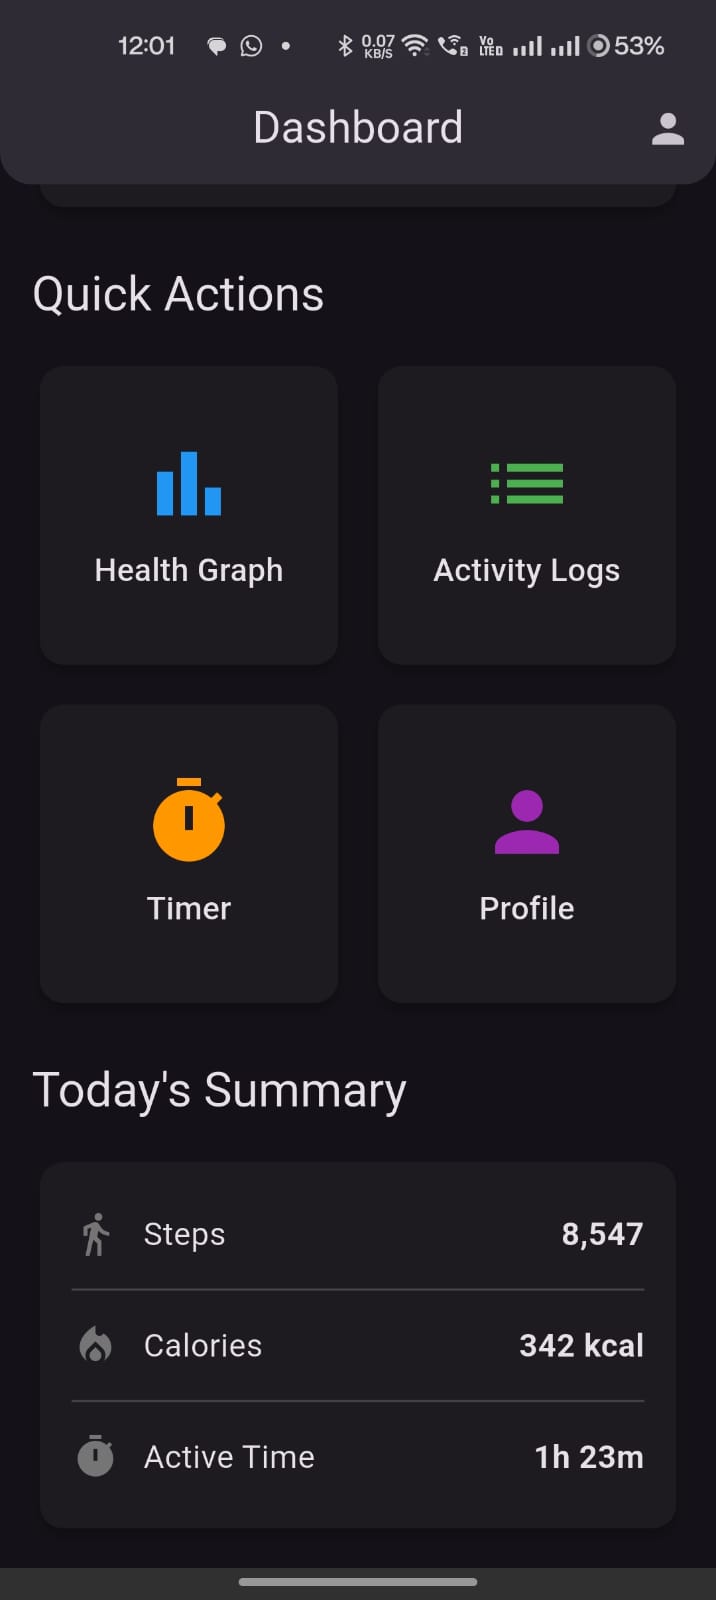 12:01 0.07 KB/S Vo LTE 53%
Dashboard
Quick Actions
Health Graph Activity Logs
Timer Profile
Today's Summary
Steps 8,547
Calories 342 kcal
Active Time 1h 23m